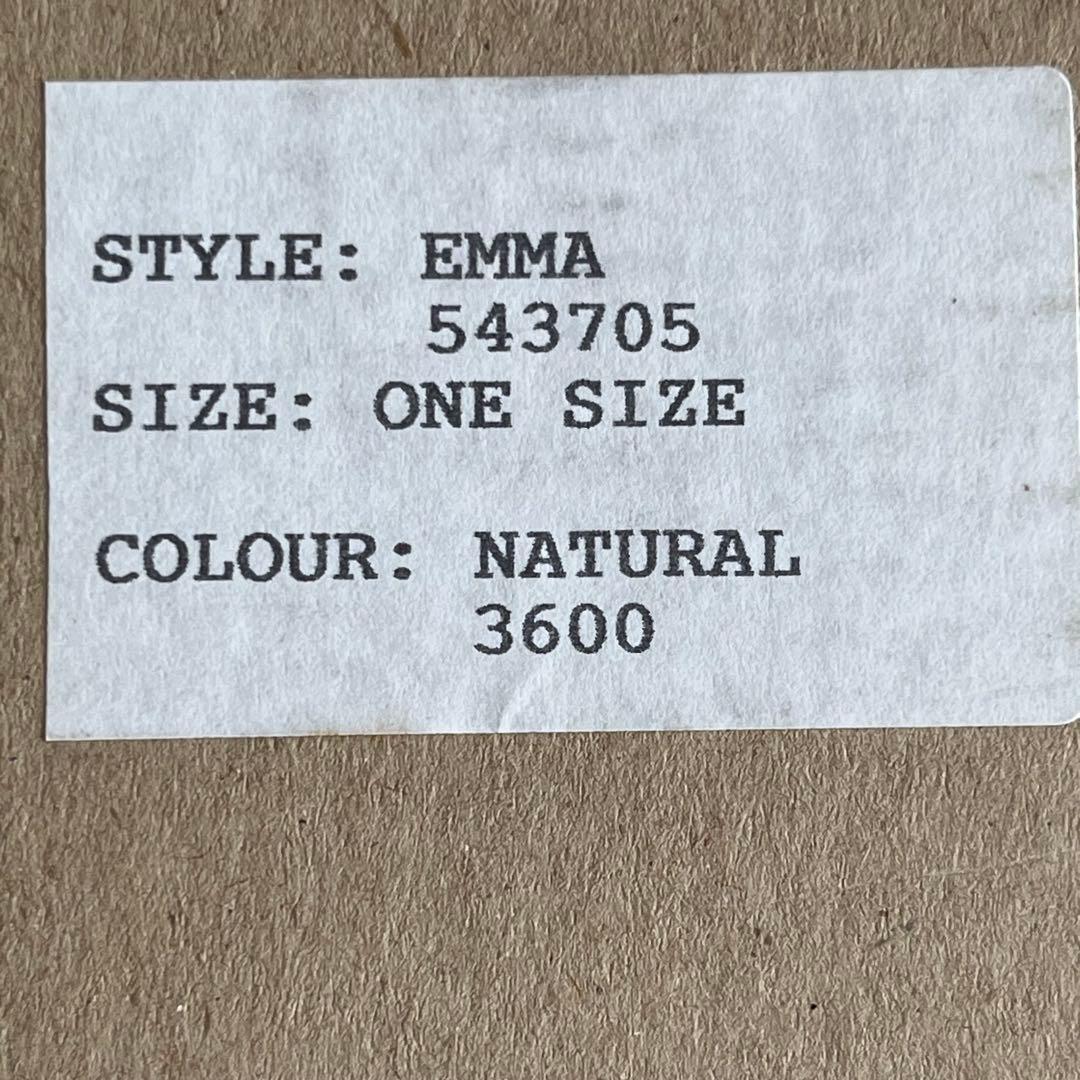 STYLE: EMMA
543705
SIZE: ONE SIZE
COLOUR: NATURAL
3600